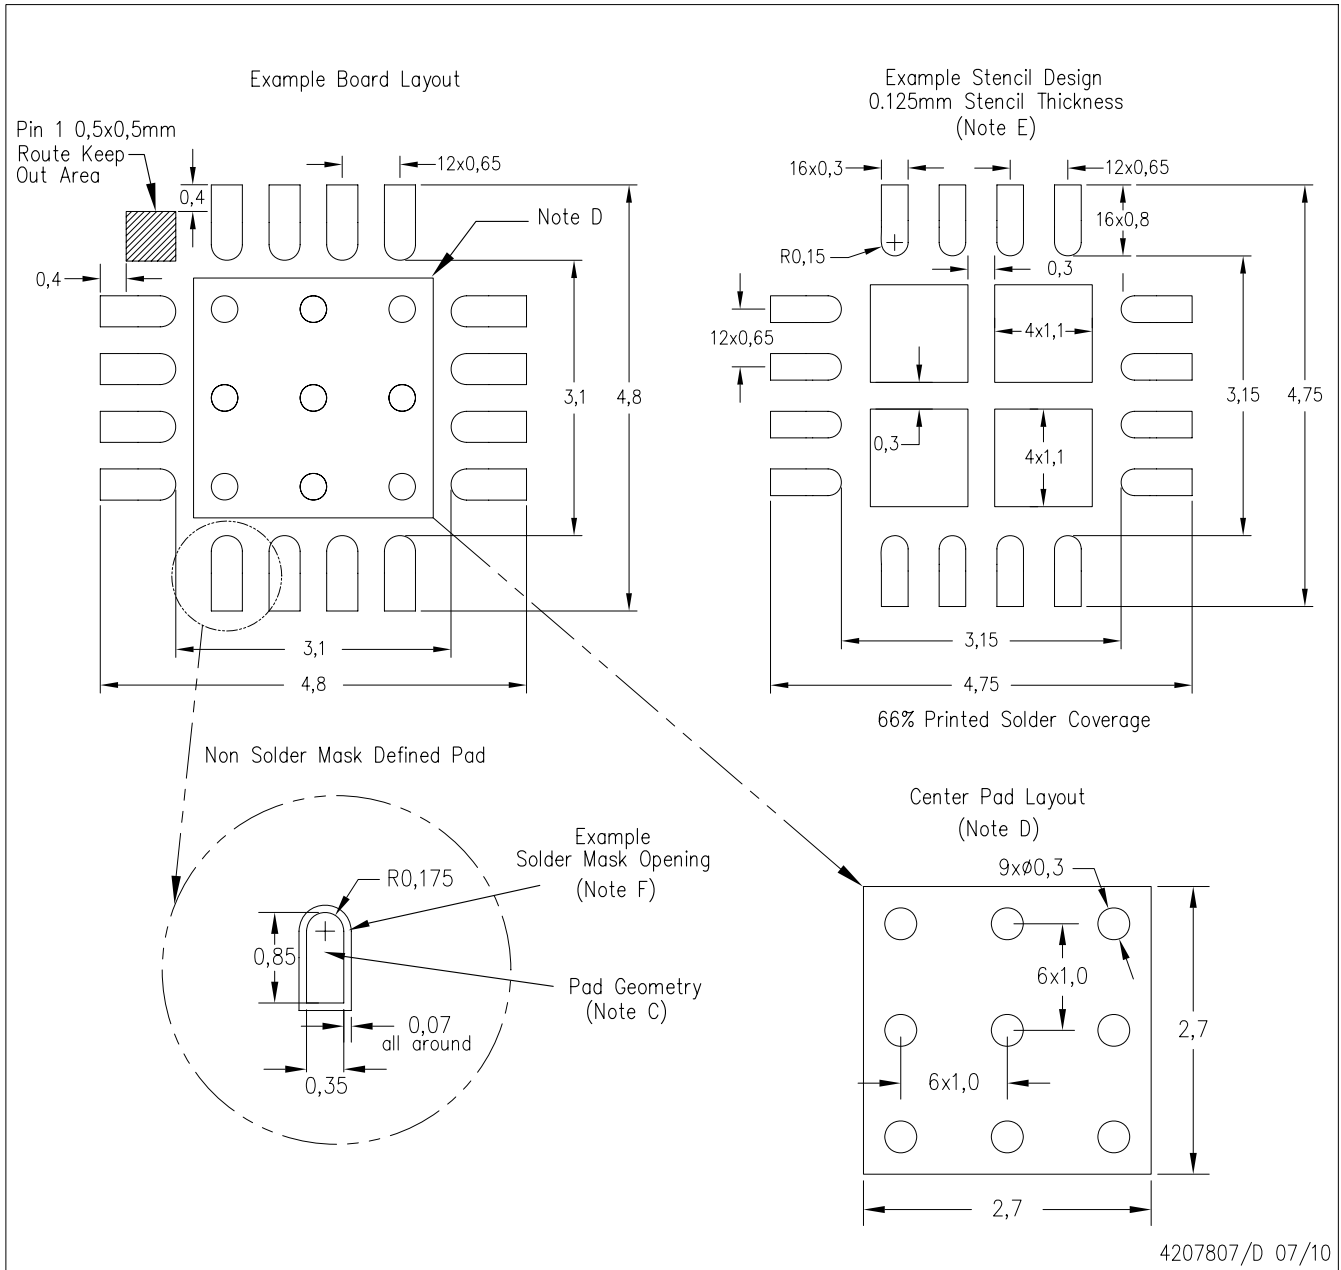 Example Board Layout
Pin 1 0,5x0,5mm
Route Keep
Out Area
0,4
12x0,65
Note D
0,4
3,1
4,8
3,1
4,8
Example Stencil Design
0.125mm Stencil Thickness
(Note E)
16x0,3
12x0,65
16x0,8
R0,15
0,3
12x0,65
4x1,1
3,15
4,75
0,3
4x1,1
3,15
4,75
66% Printed Solder Coverage
Non Solder Mask Defined Pad
Example
Solder Mask Opening
(Note F)
R0,175
0,85
Pad Geometry
(Note C)
0,07
all around
0,35
Center Pad Layout
(Note D)
9xø0,3
6x1,0
2,7
6x1,0
2,7
4207807/D 07/10